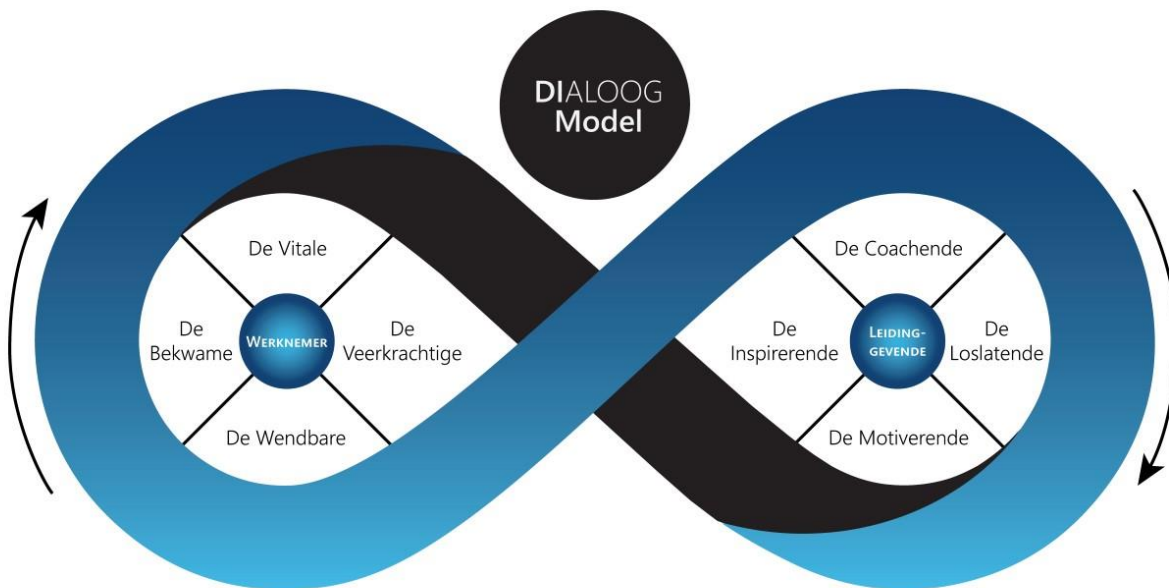 DIALOOG
Model
De Vitale
De
Bekwame
WERKNEMER
De
Veerkrachtige
De Wendbare
De Coachende
De
Inspirerende
LEIDING-
GEVENDE
De
Loslatende
De Motiverende